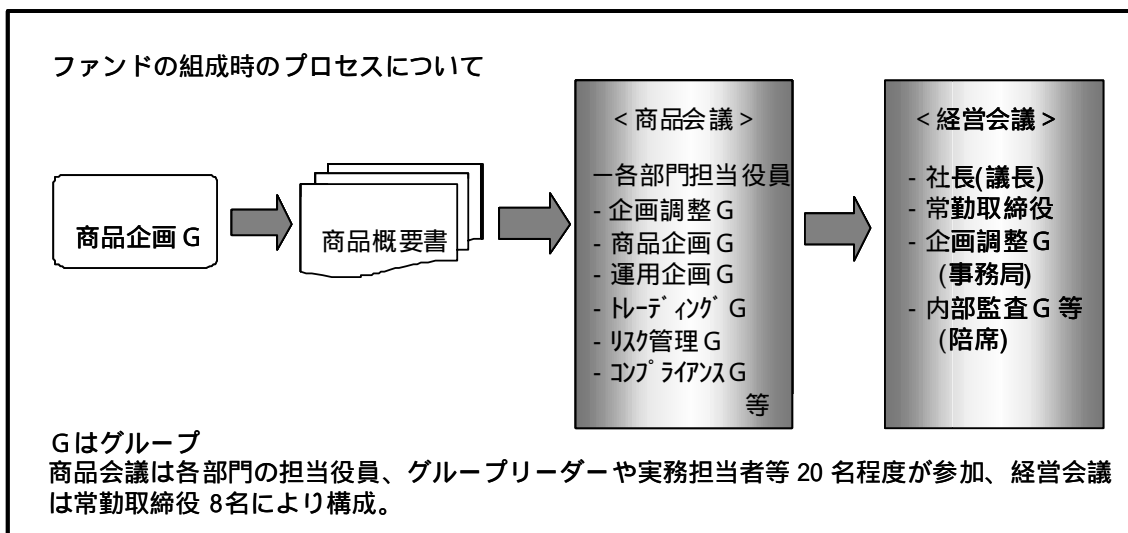 ファンドの組成時のプロセスについて
商品企画G
商品概要書
<商品会議>
－各部門担当役員
- 企画調整G
- 商品企画G
- 運用企画G
- ﾄﾚｰﾃﾞｨﾝｸﾞG
- ﾘｽｸ管理G
- ｺﾝﾌﾟﾗｲｱﾝｽG
等
<経営会議>
- 社長(議長)
- 常勤取締役
- 企画調整G
(事務局)
- 内部監査G等
(陪席)
Gはグループ
商品会議は各部門の担当役員、グループリーダーや実務担当者等 20 名程度が参加、経営会議
は常勤取締役 8名により構成。